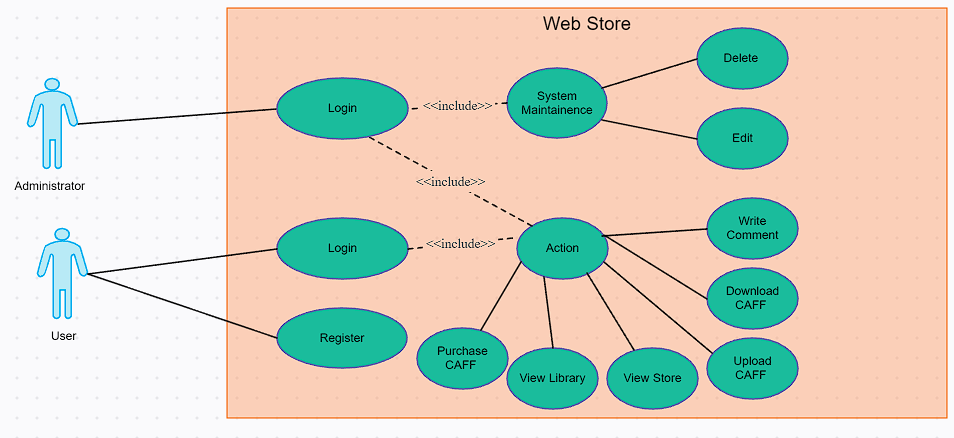 Web Store
Delete
Login
<<include>>
System
Maintainence
Edit
Administrator
<<include>>
Login
<<include>>
Action
Write
Comment
Download
CAFF
User
Register
Purchase
CAFF
View Library
View Store
Upload
CAFF